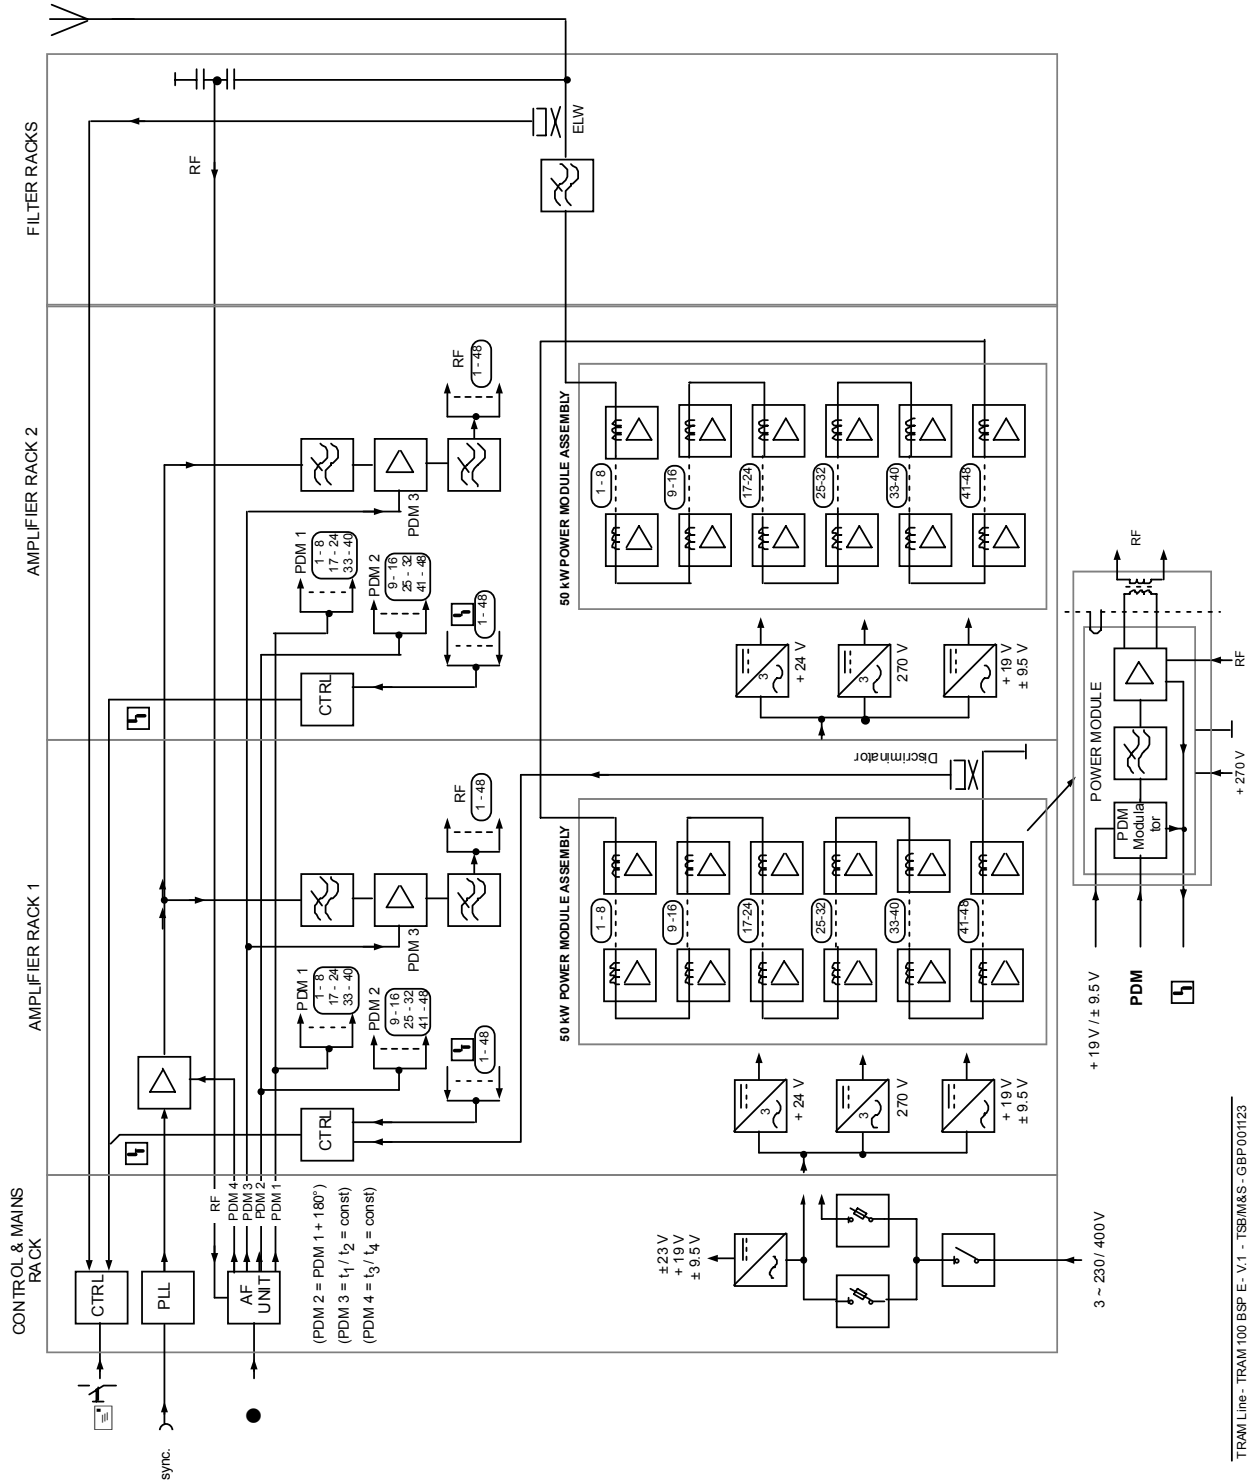 CONTROL & MAINS
RACK
AMPLIFIER RACK 1
AMPLIFIER RACK 2
FILTER RACKS
CTRL
sync.
PLL
AF
UNIT
RF
PDM 4
PDM 3
PDM 2
PDM 1
RF
(PDM 2 = PDM 1 + 180°)
(PDM 3 = t1 / t2 = const)
(PDM 4 = t3 / t4 = const)
± 23 V
+ 19 V
± 9.5 V
3 ~ 230 / 400 V
CTRL
PDM 1
1 - 8
17 - 24
33 - 40
PDM 2
9 - 16
25 - 32
41 - 48
1 - 48
PDM 3
RF
1 - 48
3
+ 24 V
3
270 V
+ 19 V
± 9.5 V
50 kW POWER MODULE ASSEMBLY
1 - 8
9 -16
17-24
25-32
33-40
41-48
Discriminator
CTRL
PDM 1
1 - 8
17 - 24
33 - 40
PDM 2
9 - 16
25 - 32
41 - 48
1 - 48
PDM 3
RF
1 - 48
3
+ 24 V
3
270 V
+ 19 V
± 9.5 V
50 kW POWER MODULE ASSEMBLY
1 - 8
9 -16
17-24
25-32
33-40
41-48
ELW
POWER MODULE
PDM
Modula
tor
+ 19 V / ± 9.5 V
PDM
+ 270 V
RF
RF
TRAM Line - TRAM 100 BSP E - V.1 - TSB/M&S - GBP001123